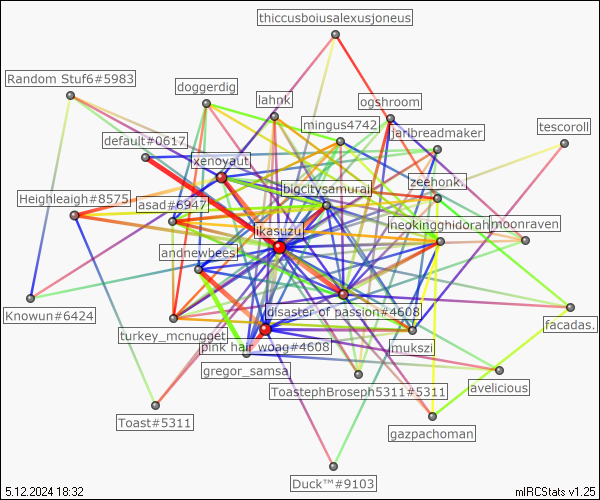 thiccusboiusalexusjoneus
Random Stuf6#5983
doggerdig
lahnk
ogshroom
mingus4742
jarlbreadmaker
tescoroll
default#0617
xenoyaut.
bigcitysamurai
zeehonk.
Heighleaigh#8575
asad#6947
neokingghidorah
moonraven
likasuzu
andnewbees!
disaster of passion#4608
Knowun#6424
facadas.
turkey_mcnugget
pink hair woag#4608
mukszi
gregor_samsa
ToastephBroseph5311#5311
avelicious
Toast#5311
gazpachoman
Duck™#9103
5.12.2024 18:32
mIRCStats v1.25